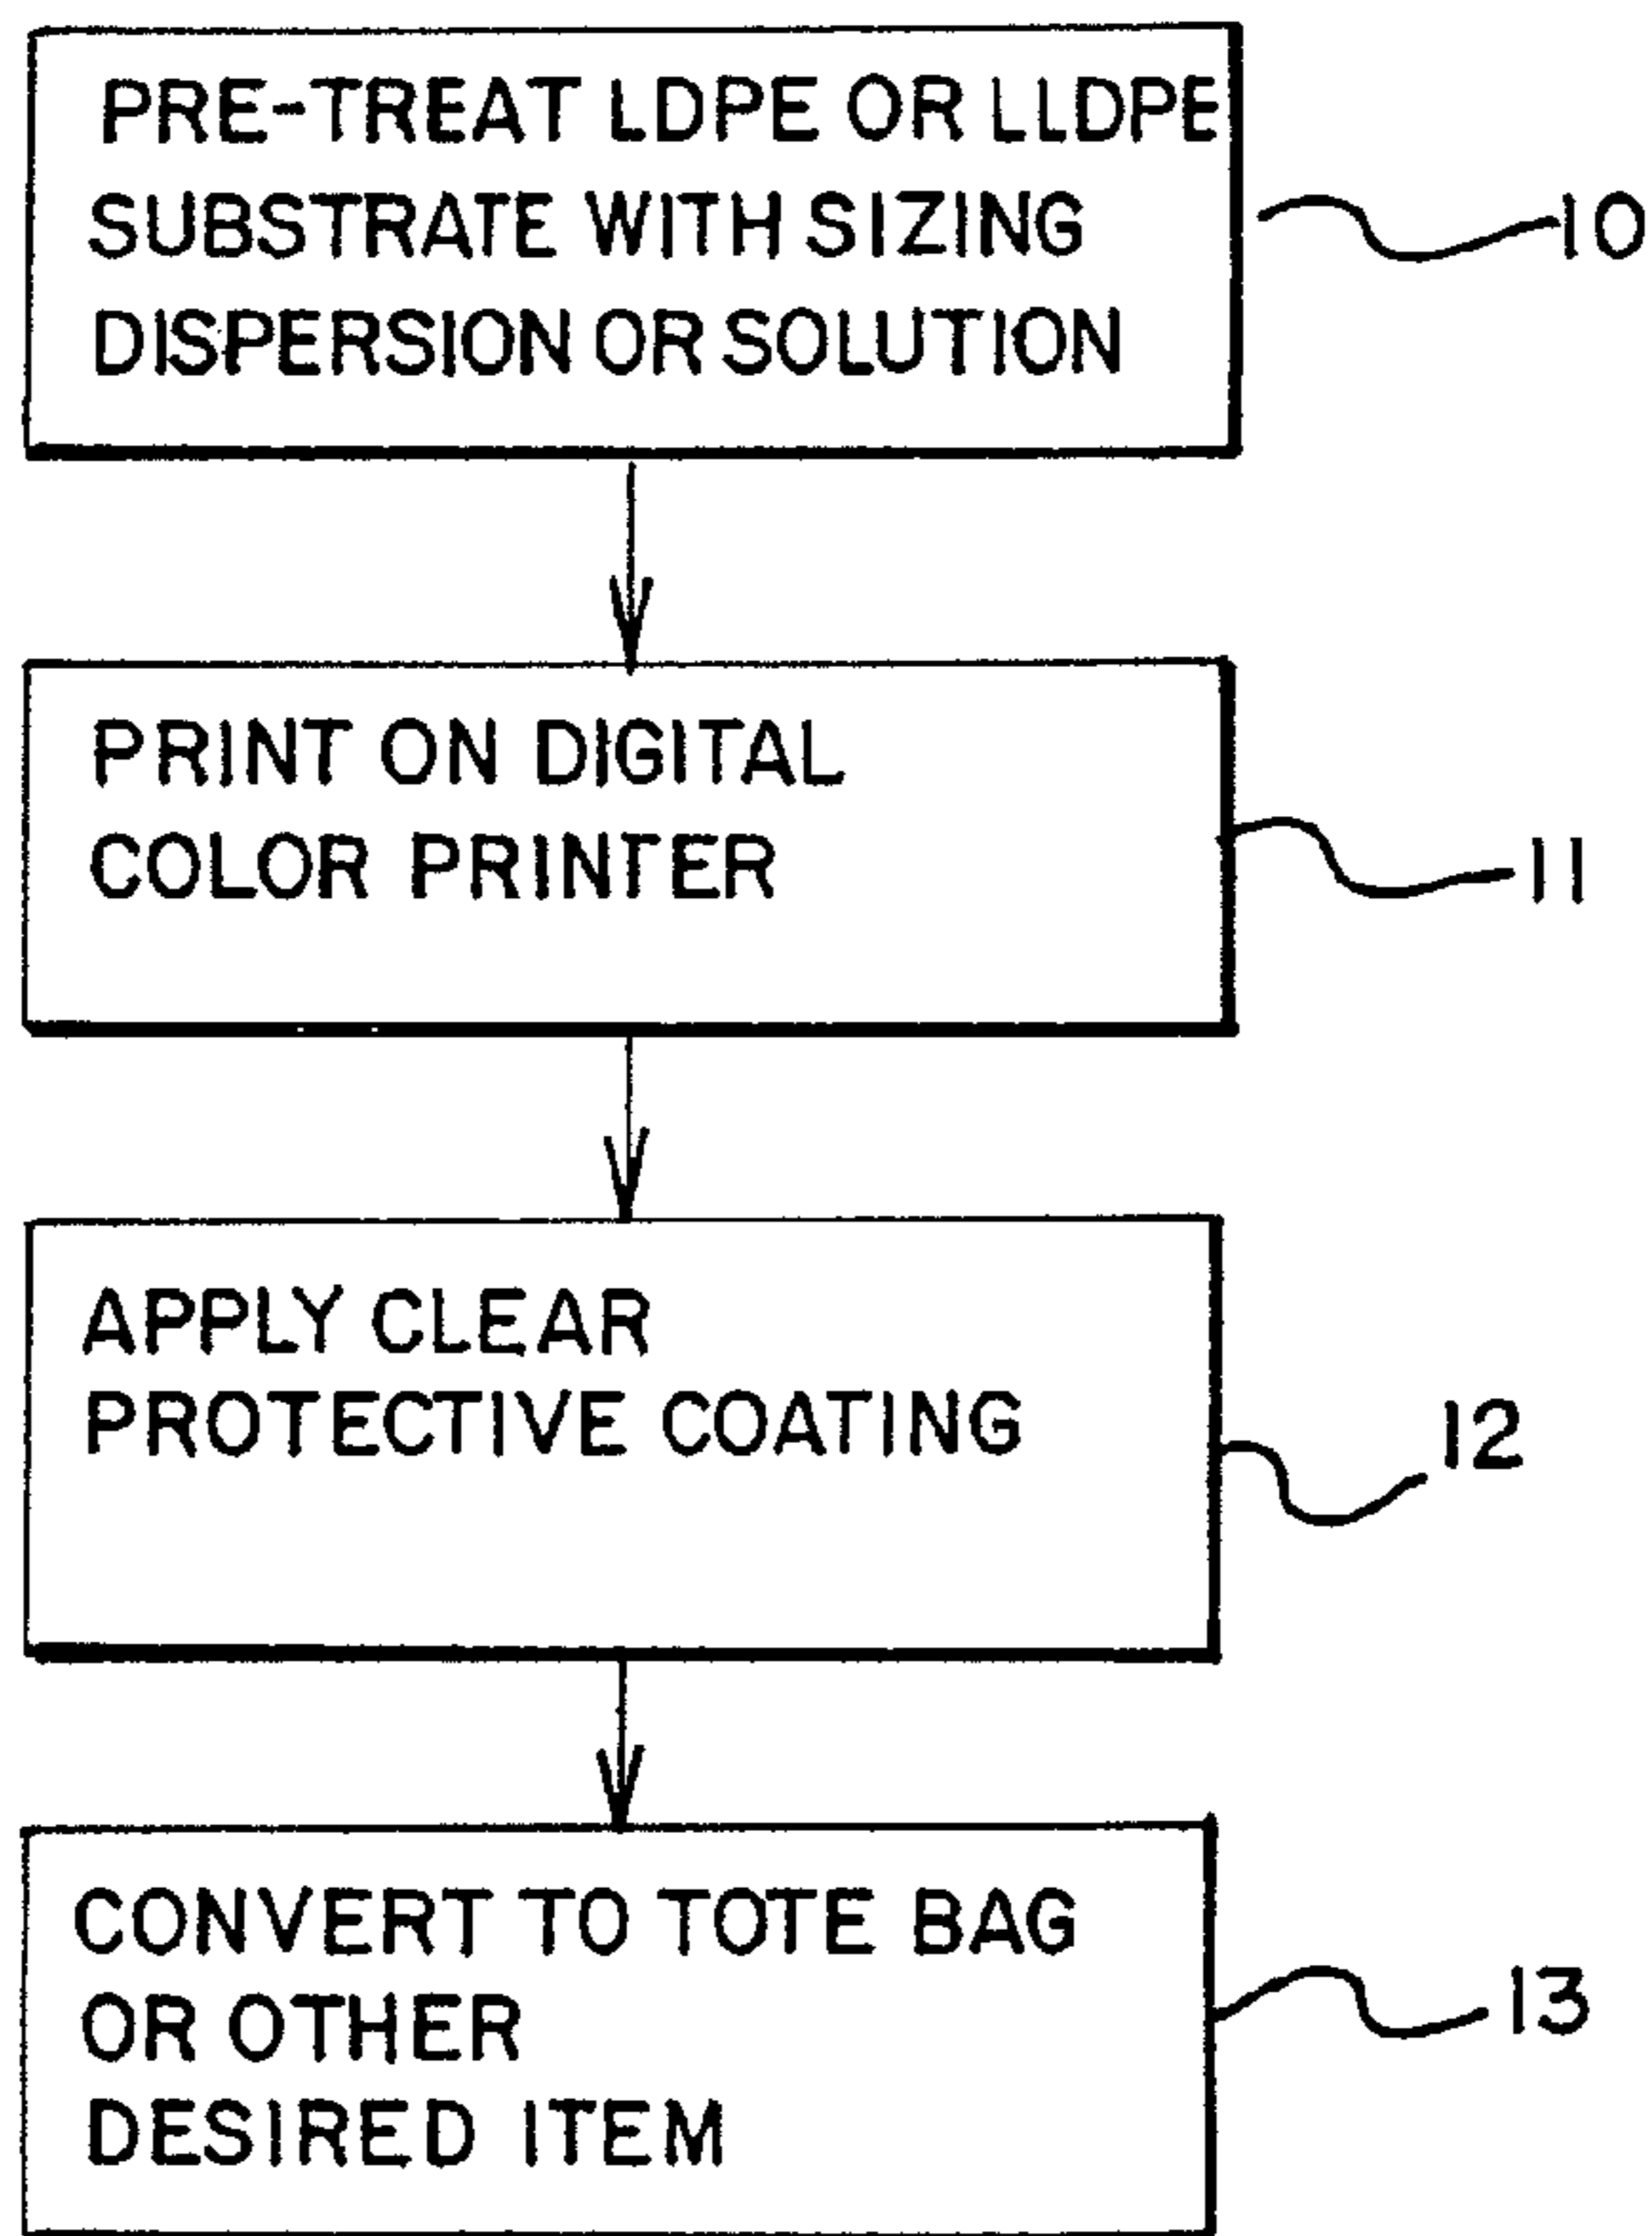 PRE-TREAT LDPE OR LLDPE
SUBSTRATE WITH SIZING
DISPERSION OR SOLUTION
10
PRINT ON DIGITAL
COLOR PRINTER
11
APPLY CLEAR
PROTECTIVE COATING
12
CONVERT TO TOTE BAG
OR OTHER
DESIRED ITEM
13